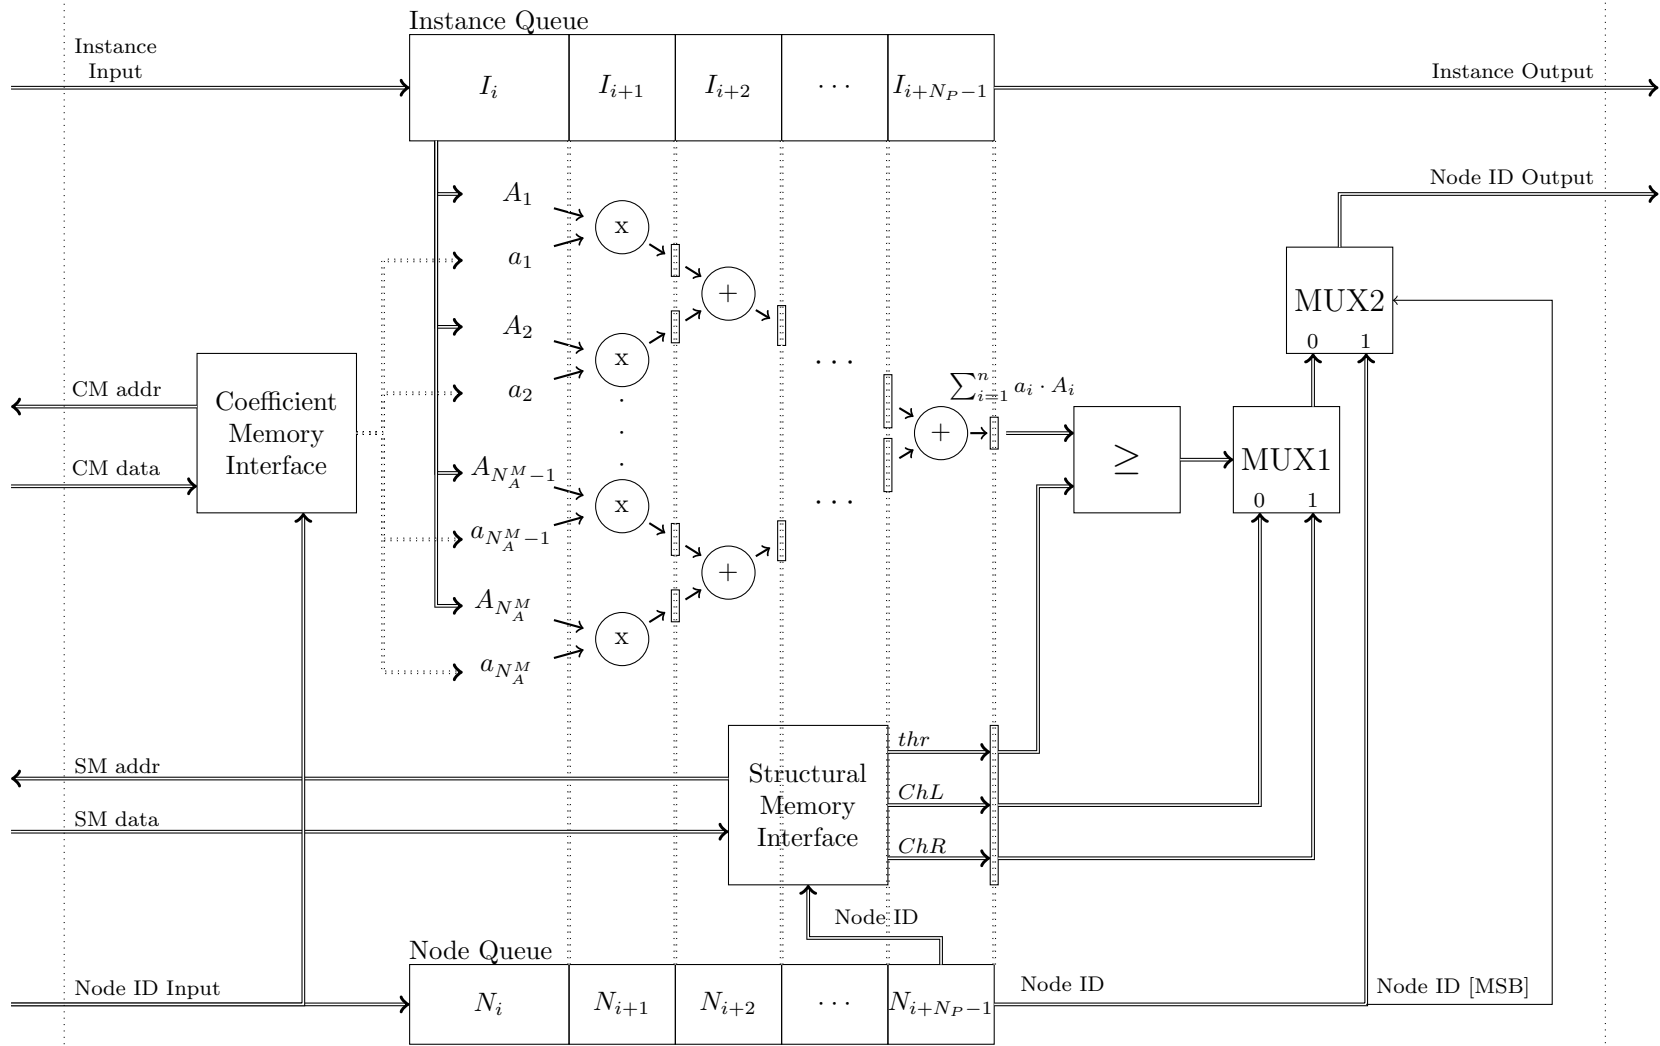 Instance Queue
Instance
Input
I_i
I_{i+1}
I_{i+2}
···
I_{i+N_P−1}
Instance Output
Node ID Output
A_1
x
a_1
+
MUX2
0 1
A_2
x
a_2
···
CM addr
Coefficient
Memory
Interface
CM data
.
.
.
\sum_{i=1}^{n} a_i · A_i
+
≥
MUX1
0 1
A_{N_A^M−1}
x
a_{N_A^M−1}
···
+
A_{N_A^M}
x
a_{N_A^M}
SM addr
SM data
Structural
Memory
Interface
thr
ChL
ChR
Node ID
Node Queue
Node ID Input
N_i
N_{i+1}
N_{i+2}
···
N_{i+N_P−1}
Node ID
Node ID [MSB]